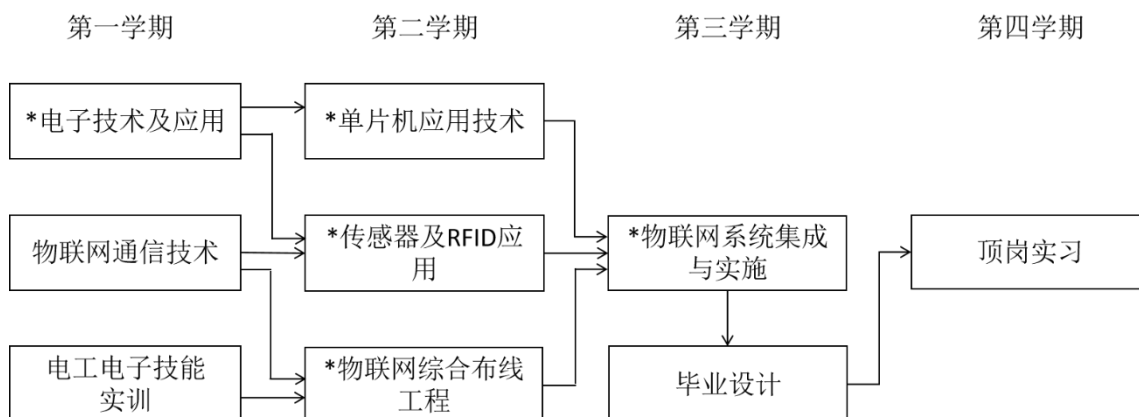 第一学期
第二学期
第三学期
第四学期
*电子技术及应用
*单片机应用技术
物联网通信技术
*传感器及RFID应
用
*物联网系统集成
与实施
顶岗实习
电工电子技能
实训
*物联网综合布线
工程
毕业设计